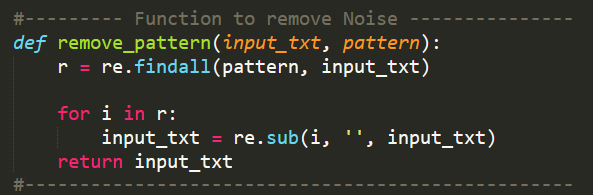 #--------- Function to remove Noise ----------------
def remove_pattern(input_txt, pattern):
    r = re.findall(pattern, input_txt)

    for i in r:
        input_txt = re.sub(i, '', input_txt)
    return input_txt
#---------------------------------------------------